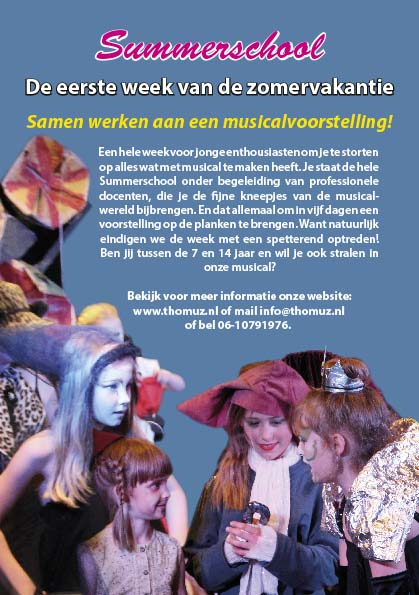 Summerschool
De eerste week van de zomervakantie
Samen werken aan een musicalvoorstelling!
Een hele week voor jonge enthousiasten om je te storten
op alles wat met musical te maken heeft. Je staat de hele
Summerschool onder begeleiding van professionele
docenten, die je de fijne kneepjes van de musical-
wereld bijbrengen. En dat allemaal om in vijf dagen een
voorstelling op de planken te brengen. Want natuurlijk
eindigen we de week met een spetterend optreden!
Ben jij tussen de 7 en 14 jaar en wil je ook stralen in
onze musical?
Bekijk voor meer informatie onze website:
www.thomuz.nl of mail info@thomuz.nl
of bel 06-10791976.